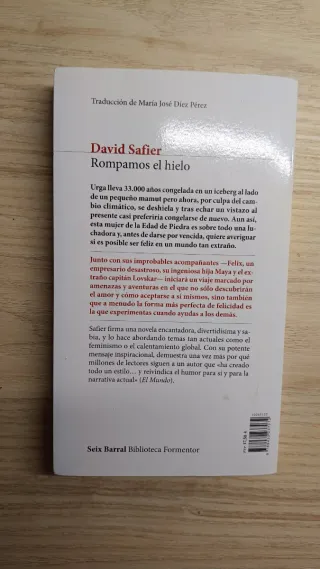 Traducción de María José Díez Pérez
David Safier
Rompamos el hielo
Urga lleva 33.000 años congelada en un iceberg al lado
de un pequeño mamut pero ahora, por culpa del cam-
bio climático, se deshiela y tras echar un vistazo al
presente casi preferiría congelarse de nuevo. Aun así,
esta mujer de la Edad de Piedra es sobre todo una lu-
chadora y, antes de darse por vencida, quiere averiguar
si es posible ser feliz en un mundo tan extraño.
Junto con sus improbables acompañantes —Felix, un
empresario desastroso, su ingeniosa hija Maya y el ex-
traño capitán Lovskar— iniciará un viaje marcado por
amenazas y aventuras en el que no sólo descubrirán
el amor y cómo aceptarse a sí mismos, sino también
que a menudo la forma más perfecta de felicidad es
la que experimentas cuando ayudas a los demás.
Safier firma una novela encantadora, divertidísima y sa-
bia, y lo hace abordando temas tan actuales como el
feminismo o el calentamiento global. Con su potente
mensaje inspiracional, demuestra una vez más por qué
millones de lectores siguen a un autor que «ha creado
todo un estilo… y reivindica el humor para sí y para la
narrativa actual» (El Mundo).
Seix Barral Biblioteca Formentor